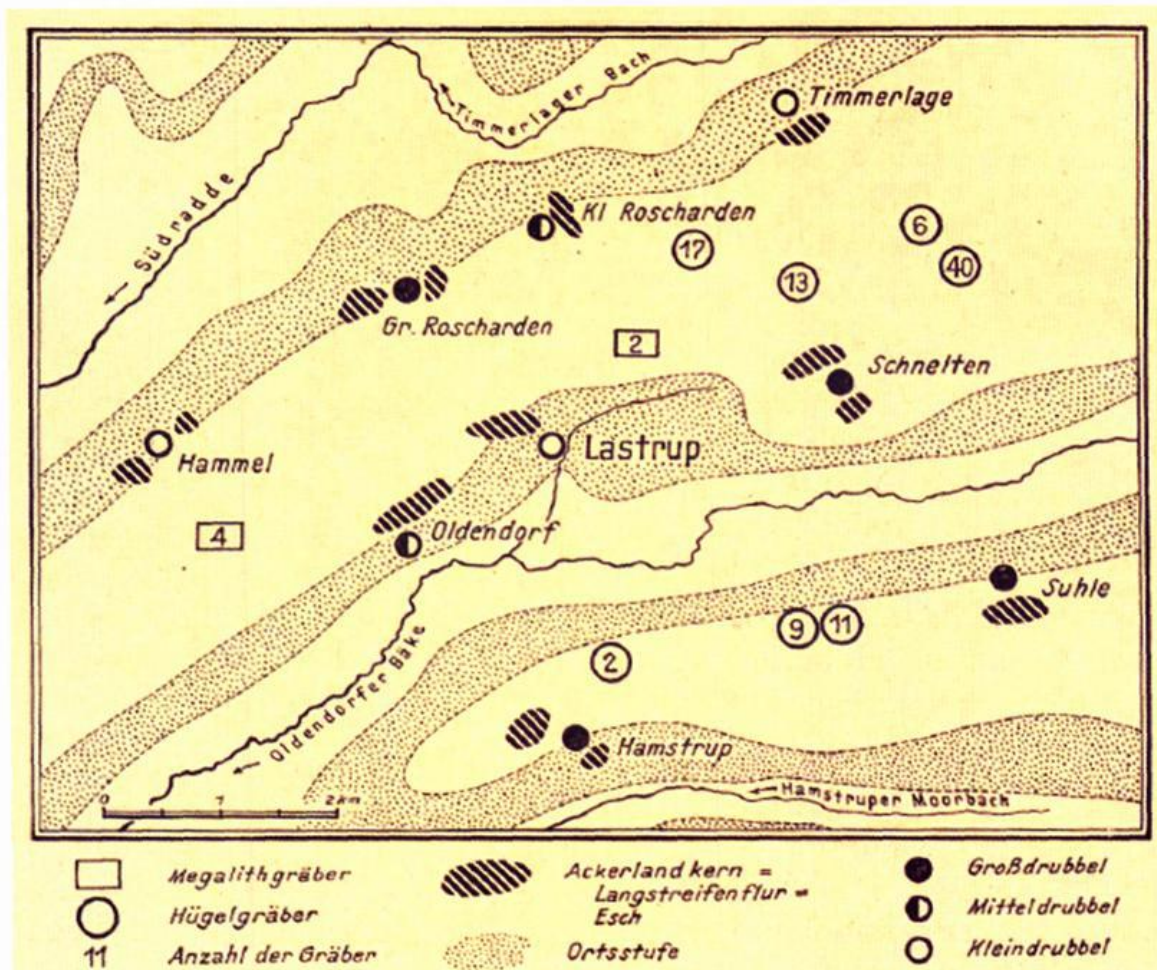 Timmerlager Bach
Timmerlage
Südradde
Kl Roscharden
6
17
40
13
Gr. Roscharden
2
Schnelten
Lastrup
Hammel
Oldendorf
4
Suhle
9
11
2
Oldendorfer Bäke
Hamstrup
0 1 2 km
Hamstruper Moorbach
Megalithgräber
Hügelgräber
11 Anzahl der Gräber
Ackerland kern =
Langstreifenflur =
Esch
Ortsstufe
Großdrubbel
Mitteldrubbel
Kleindrubbel